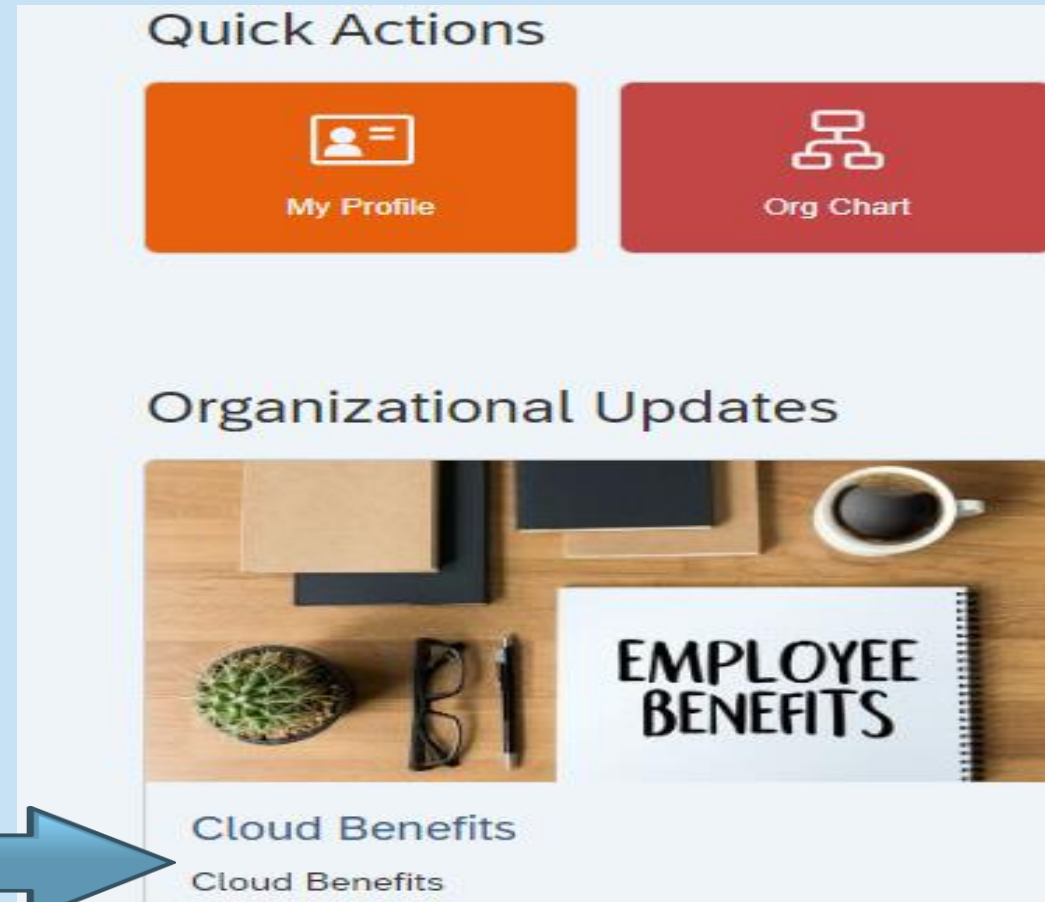 Quick Actions
My Profile
Org Chart
Organizational Updates
EMPLOYEE
BENEFITS
Cloud Benefits
Cloud Benefits